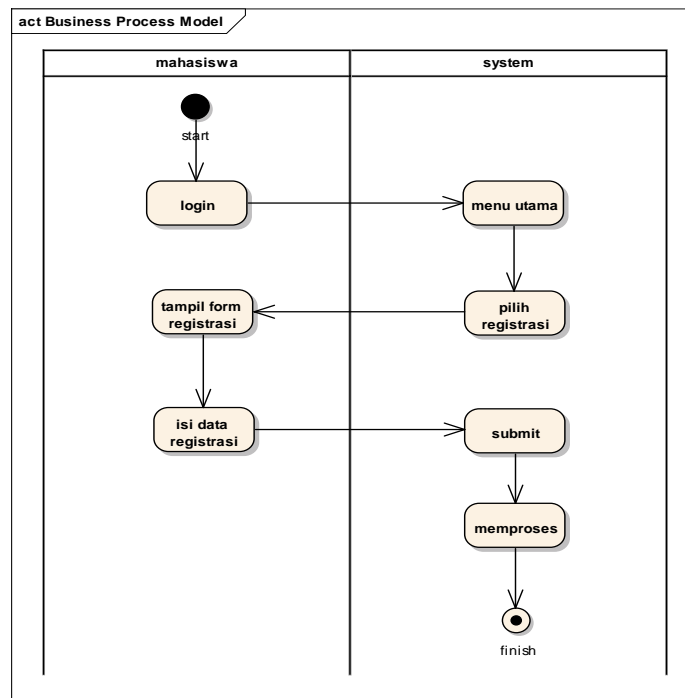 act Business Process Model
mahasiswa
system
start
login
menu utama
tampil form
registrasi
pilih
registrasi
isi data
registrasi
submit
memproses
finish